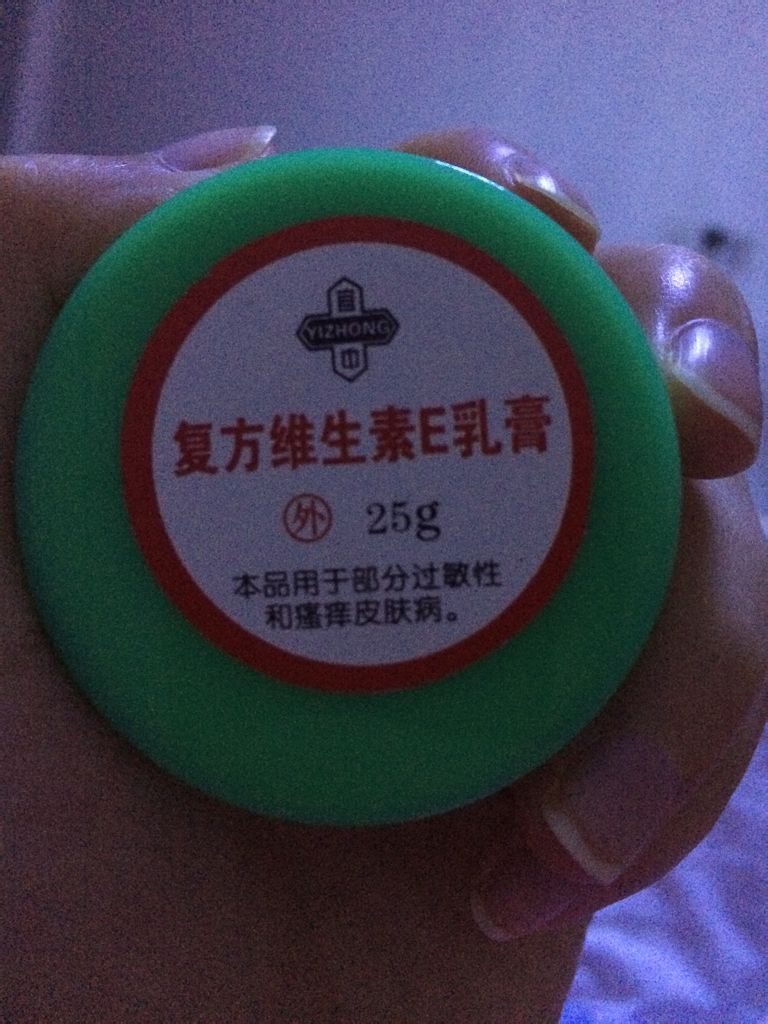 宜
YIZHONG
中
复方维生素E乳膏
外 25g
本品用于部分过敏性
和瘙痒皮肤病。